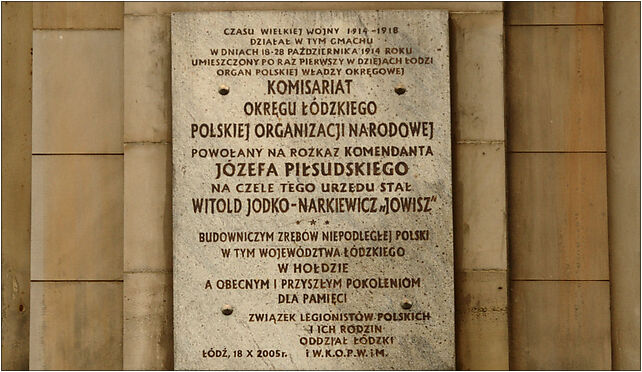 CZASU WIELKIEJ WOJNY 1914-1918
DZIAŁAŁ W TYM GMACHU
W DNIACH 18-28 PAŹDZIERNIKA 1914 ROKU
UMIESZCZONY PO RAZ PIERWSZY W DZIEJACH ŁODZI
ORGAN POLSKIEJ WŁADZY OKRĘGOWEJ
KOMISARIAT
OKRĘGU ŁÓDZKIEGO
POLSKIEJ ORGANIZACJI NARODOWEJ
POWOŁANY NA ROZKAZ KOMENDANTA
JÓZEFA PIŁSUDSKIEGO
NA CZELE TEGO URZĘDU STAŁ
WITOLD JODKO-NARKIEWICZ „JOWISZ"
* * *
BUDOWNICZYM ZRĘBÓW NIEPODLEGŁEJ POLSKI
W TYM WOJEWÓDZTWA ŁÓDZKIEGO
W HOŁDZIE
A OBECNYM I PRZYSZŁYM POKOLENIOM
DLA PAMIĘCI
ZWIĄZEK LEGIONISTÓW POLSKICH
I ICH RODZIN
ODDZIAŁ ŁÓDZKI
ŁÓDŹ, 18 X 2005r. I W.K.O.P.W.iM.